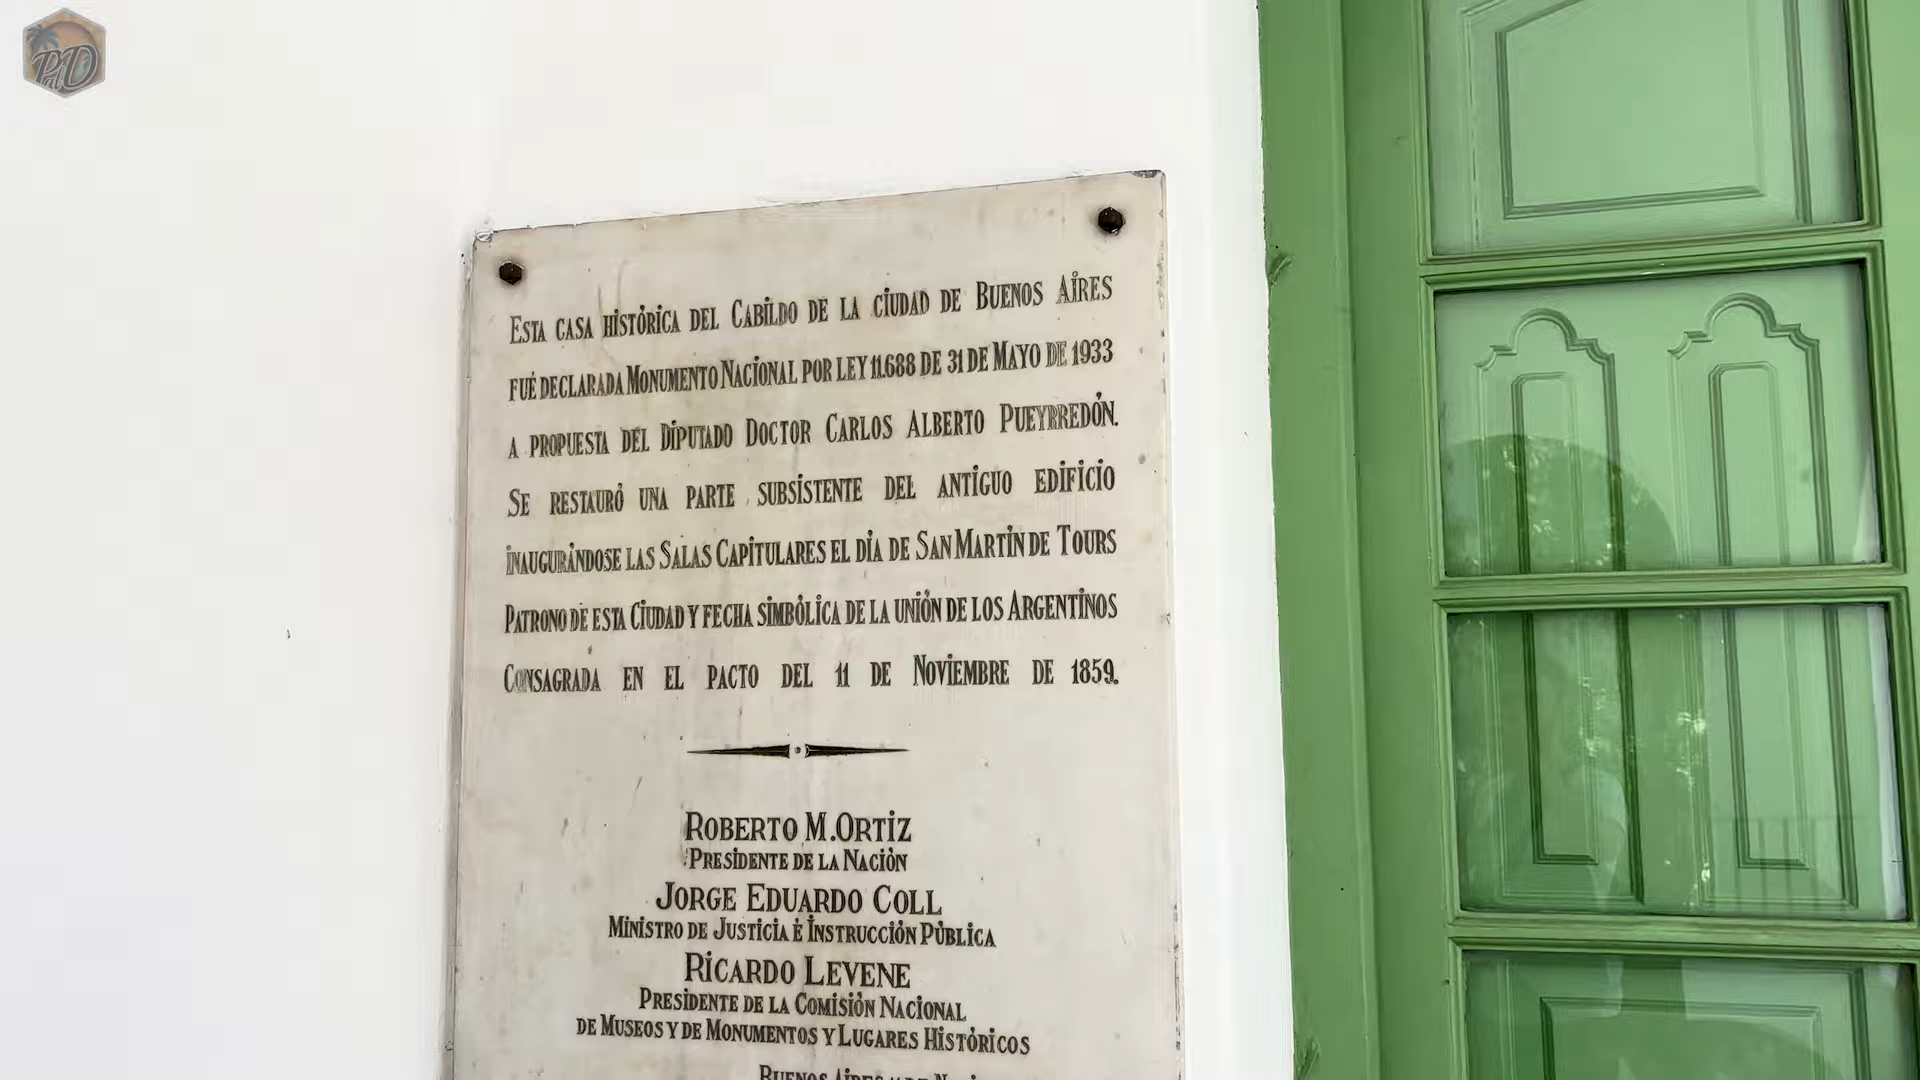 PalD
ESTA CASA HISTÓRICA DEL CABILDO DE LA CIUDAD DE BUENOS AIRES
FUÉ DECLARADA MONUMENTO NACIONAL POR LEY 11.688 DE 31 DE MAYO DE 1933
A PROPUESTA DEL DIPUTADO DOCTOR CARLOS ALBERTO PUEYRREDÓN.
SE RESTAURÓ UNA PARTE SUBSISTENTE DEL ANTIGUO EDIFICIO
INAUGURÁNDOSE LAS SALAS CAPITULARES EL DÍA DE SAN MARTÍN DE TOURS
PATRONO DE ESTA CIUDAD Y FECHA SIMBÓLICA DE LA UNIÓN DE LOS ARGENTINOS
CONSAGRADA EN EL PACTO DEL 11 DE NOVIEMBRE DE 1859.
ROBERTO M. ORTIZ
PRESIDENTE DE LA NACIÓN
JORGE EDUARDO COLL
MINISTRO DE JUSTICIA É INSTRUCCIÓN PÚBLICA
RICARDO LEVENE
PRESIDENTE DE LA COMISIÓN NACIONAL
DE MUSEOS Y DE MONUMENTOS Y LUGARES HISTÓRICOS
BUENOS AIRES